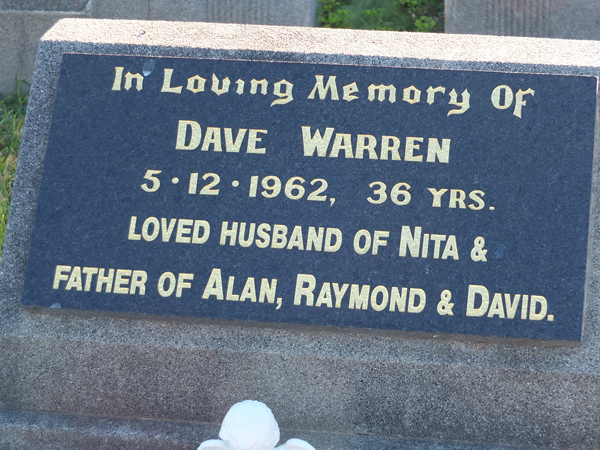 In Loving Memory Of
DAVE WARREN
5·12·1962, 36 YRS.
LOVED HUSBAND OF NITA &
FATHER OF ALAN, RAYMOND & DAVID.